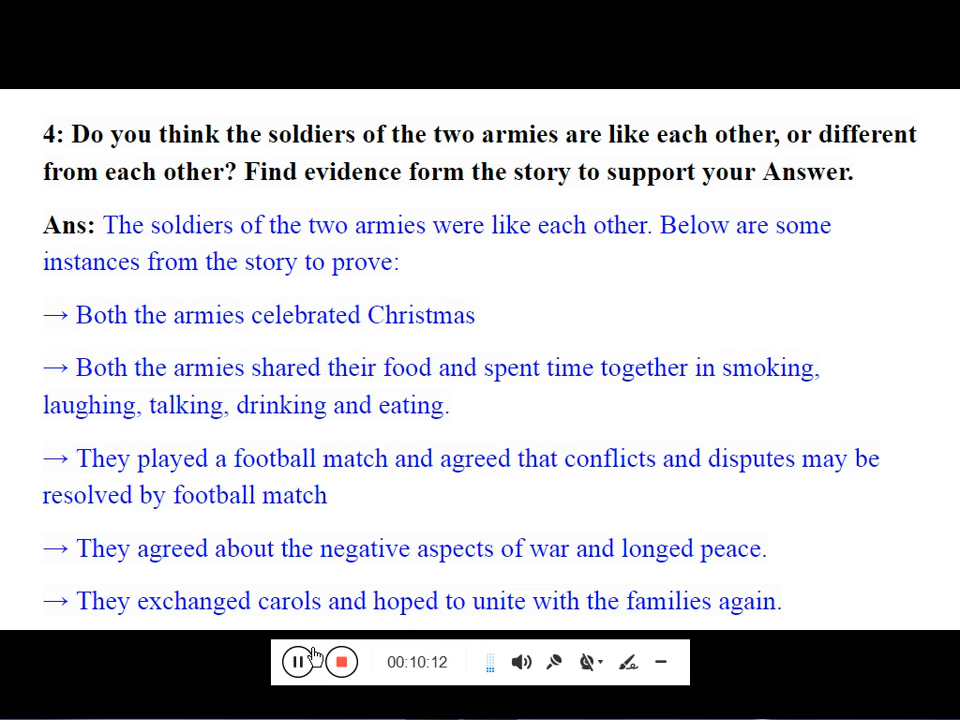 4: Do you think the soldiers of the two armies are like each other, or different
from each other? Find evidence form the story to support your Answer.
Ans: The soldiers of the two armies were like each other. Below are some
instances from the story to prove:
→ Both the armies celebrated Christmas
→ Both the armies shared their food and spent time together in smoking,
laughing, talking, drinking and eating.
→ They played a football match and agreed that conflicts and disputes may be
resolved by football match
→ They agreed about the negative aspects of war and longed peace.
→ They exchanged carols and hoped to unite with the families again.
00:10:12